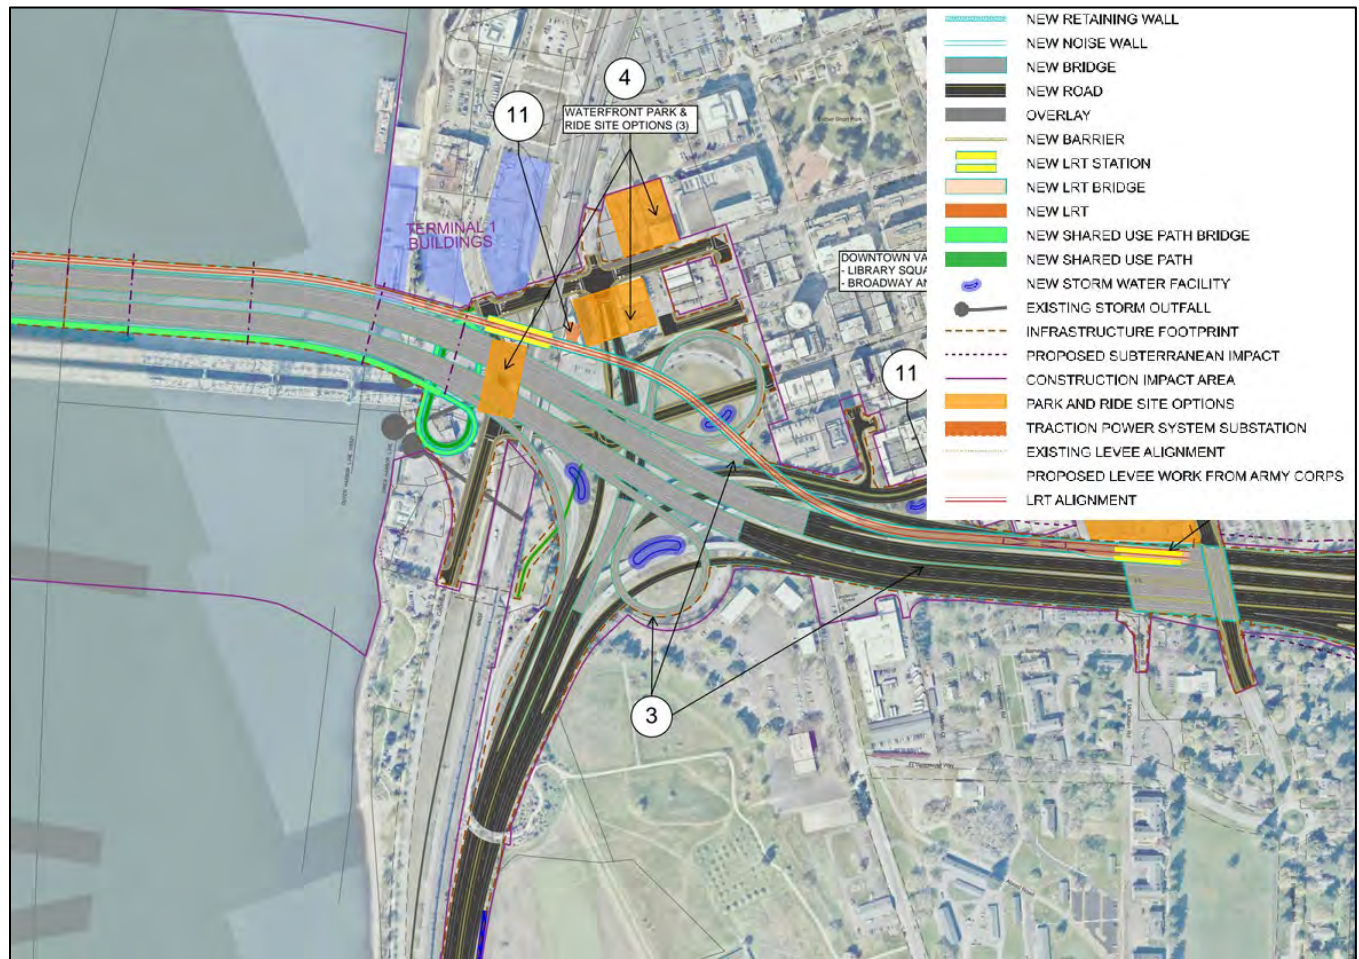 4
11
WATERFRONT PARK &
RIDE SITE OPTIONS (3)
TERMINAL 1
BUILDINGS
DOWNTOWN VA
- LIBRARY SQUA
- BROADWAY AN
11
3
NEW RETAINING WALL
NEW NOISE WALL
NEW BRIDGE
NEW ROAD
OVERLAY
NEW BARRIER
NEW LRT STATION
NEW LRT BRIDGE
NEW LRT
NEW SHARED USE PATH BRIDGE
NEW SHARED USE PATH
NEW STORM WATER FACILITY
EXISTING STORM OUTFALL
INFRASTRUCTURE FOOTPRINT
PROPOSED SUBTERRANEAN IMPACT
CONSTRUCTION IMPACT AREA
PARK AND RIDE SITE OPTIONS
TRACTION POWER SYSTEM SUBSTATION
EXISTING LEVEE ALIGNMENT
PROPOSED LEVEE WORK FROM ARMY CORPS
LRT ALIGNMENT